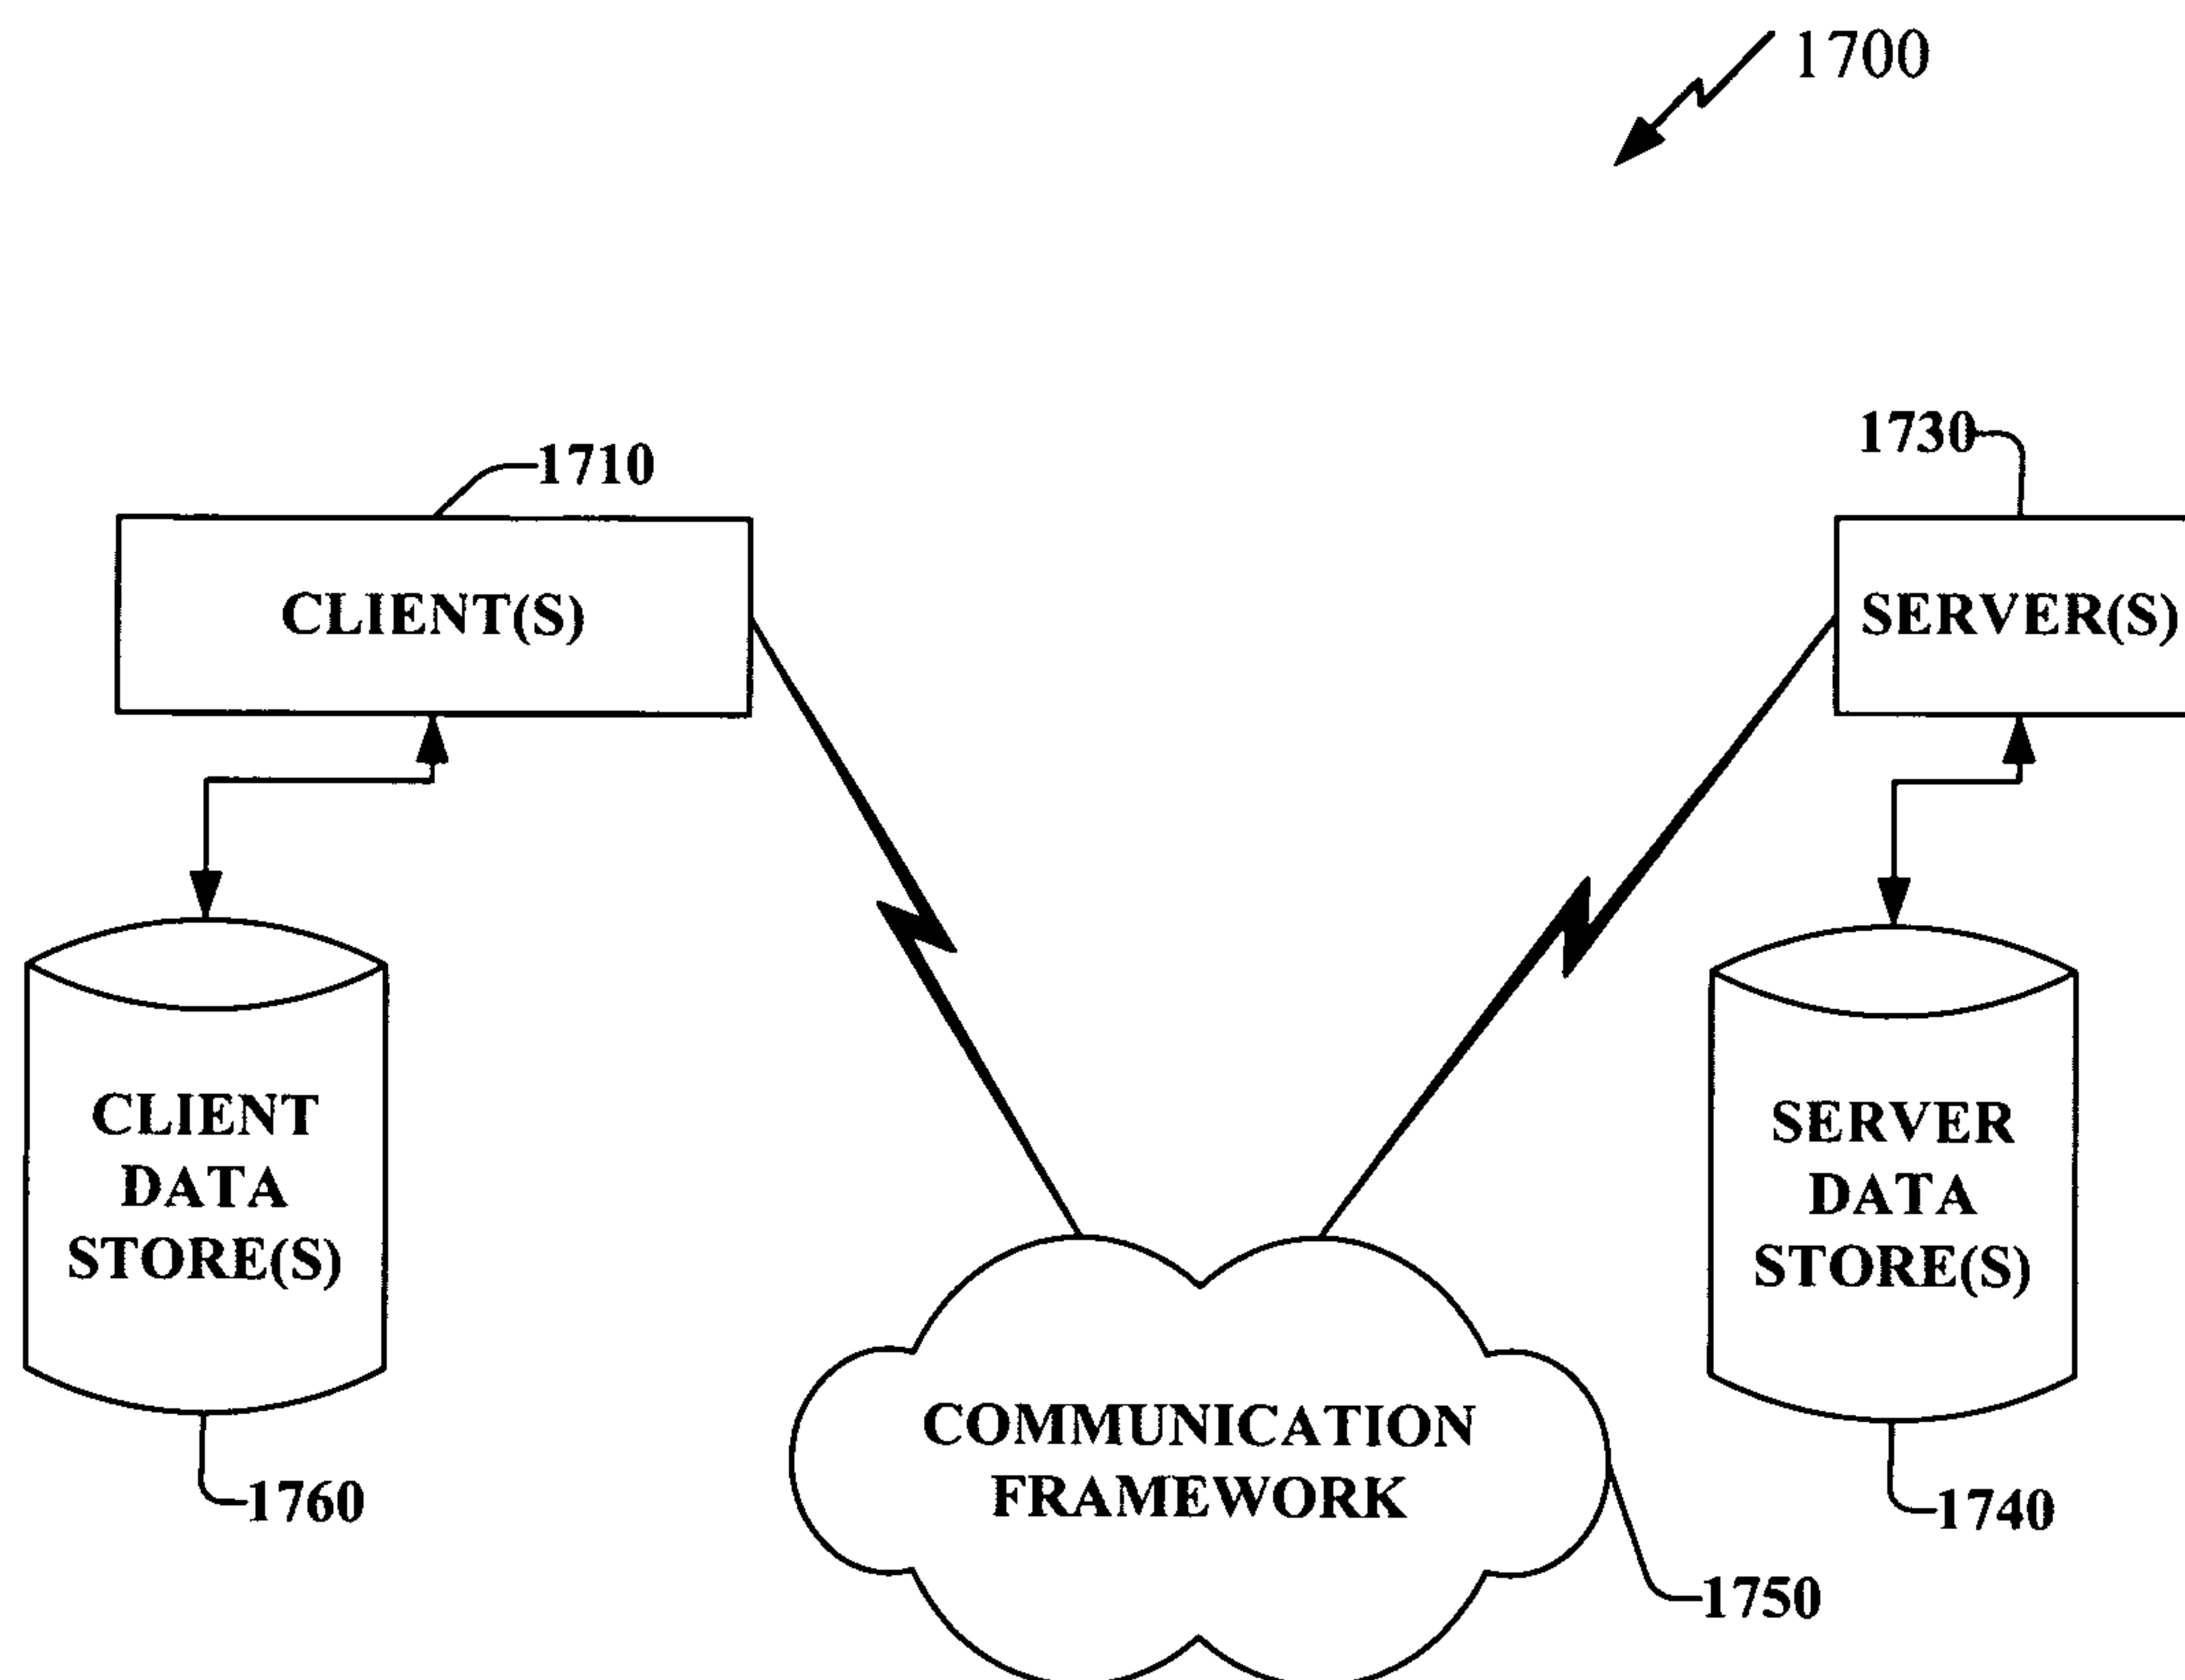 1700
1710
1730
CLIENT(S)
SERVER(S)
CLIENT
DATA
STORE(S)
SERVER
DATA
STORE(S)
COMMUNICATION
FRAMEWORK
1760
1740
1750